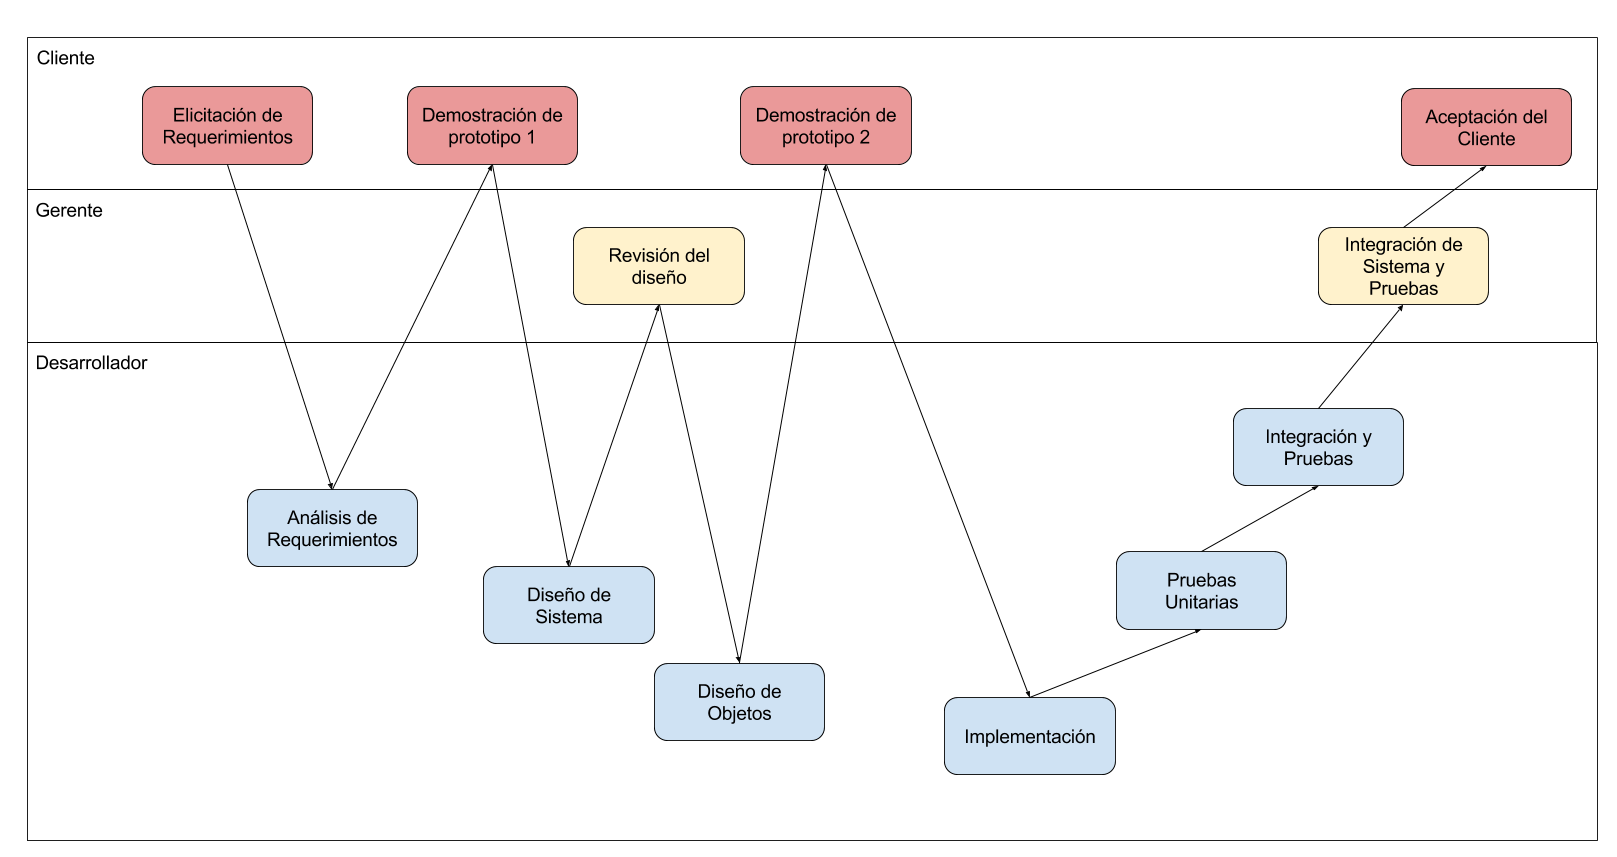 Cliente
Elicitación de
Requerimientos
Demostración de
prototipo 1
Demostración de
prototipo 2
Aceptación del
Cliente
Gerente
Revisión del
diseño
Integración de
Sistema y
Pruebas
Desarrollador
Integración y
Pruebas
Análisis de
Requerimientos
Diseño de
Sistema
Pruebas
Unitarias
Diseño de
Objetos
Implementación